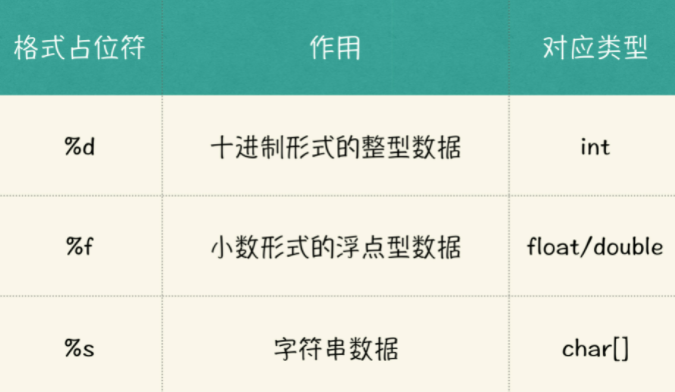 格式占位符 作用 对应类型
%d 十进制形式的整型数据 int
%f 小数形式的浮点型数据 float/double
%s 字符串数据 char[]